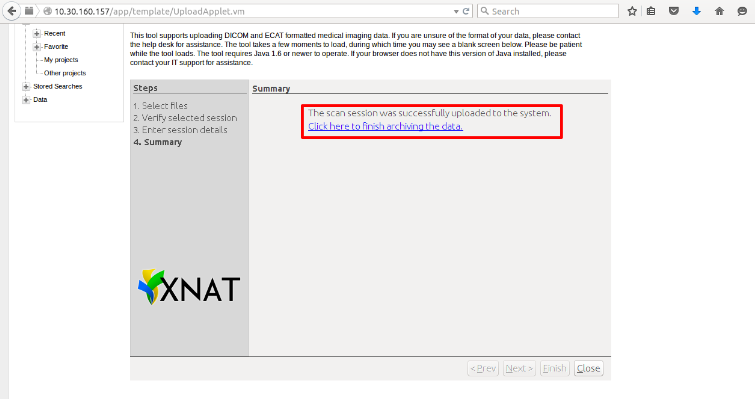 10.30.160.157/app/template/UploadApplet.vm
Search
Recent
Favorite
My projects
Other projects
Stored Searches
Data
This tool supports uploading DICOM and ECAT formatted medical imaging data. If you are unsure of the format of your data, please contact
the help desk for assistance. The tool takes a few moments to load, during which time you may see a blank screen below. Please be patient
while the tool loads. The tool requires Java 1.6 or newer to operate. If your browser does not have this version of Java installed, please
contact your IT support for assistance.
Steps
1. Select files
2. Verify selected session
3. Enter session details
4. Summary
XNAT
Summary
The scan session was successfully uploaded to the system.
Click here to finish archiving the data.
< Prev
Next >
Finish
Close